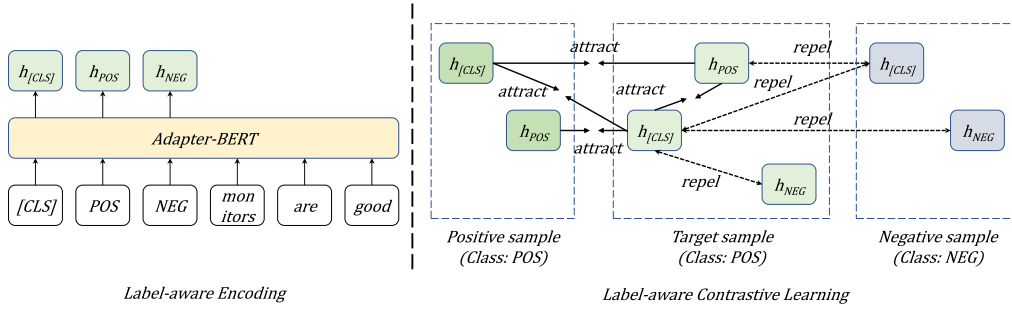 h[CLS]
hPOS
hNEG
Adapter-BERT
[CLS]
POS
NEG
mon
itors
are
good
Label-aware Encoding
h[CLS]
attract
hPOS
repel
h[CLS]
attract
attract
repel
hPOS
attract
h[CLS]
repel
hNEG
repel
hNEG
Positive sample
(Class: POS)
Target sample
(Class: POS)
Negative sample
(Class: NEG)
Label-aware Contrastive Learning